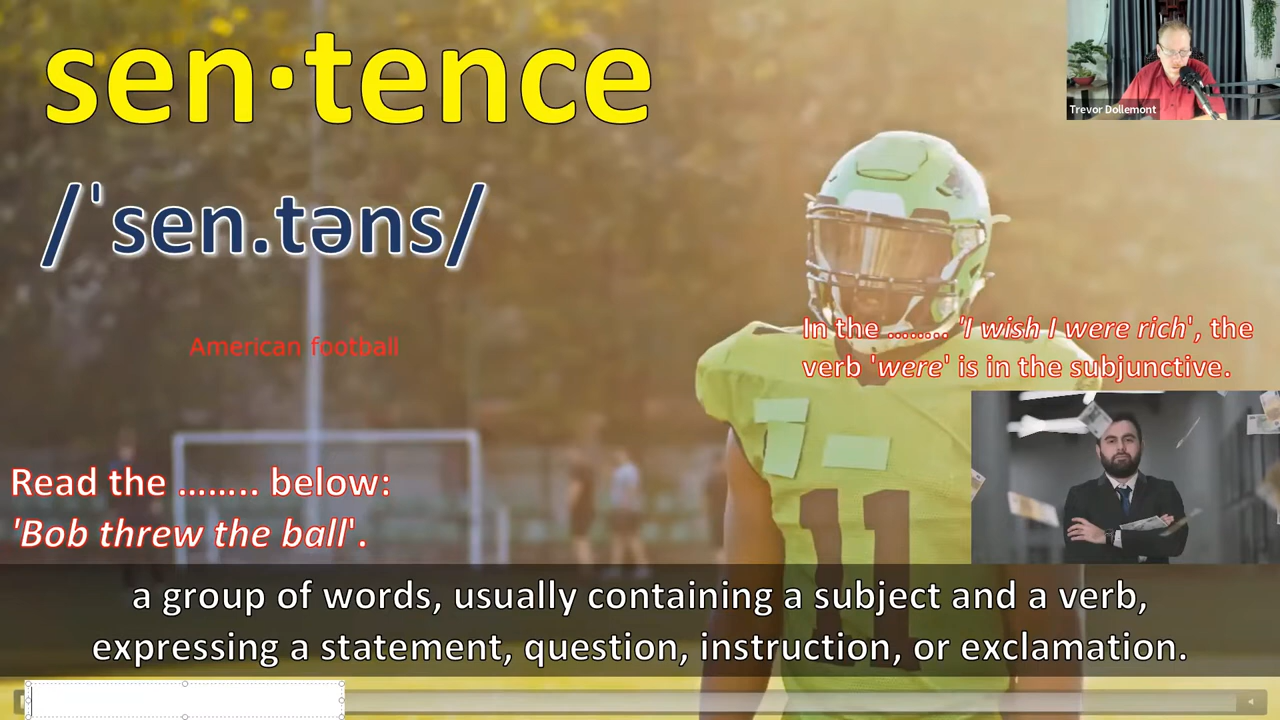 sen·tence
Trevor Dollemont
/ˈsen.təns/
American football
In the ........ 'I wish I were rich', the
verb 'were' is in the subjunctive.
Read the ........ below:
'Bob threw the ball'.
11
a group of words, usually containing a subject and a verb,
expressing a statement, question, instruction, or exclamation.